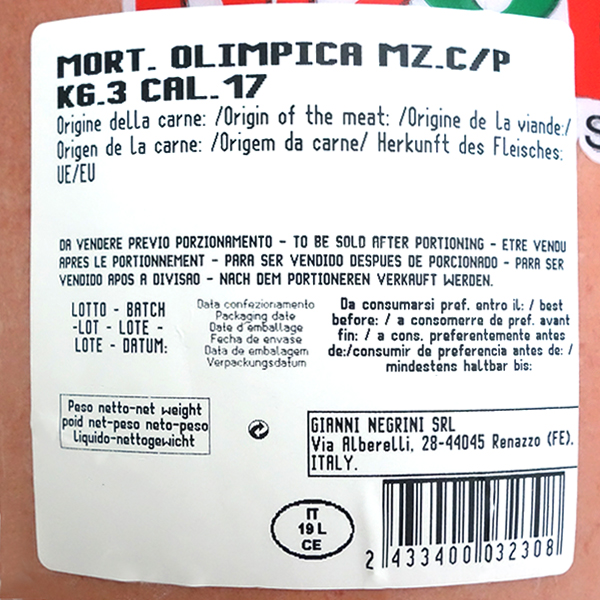 MORT. OLIMPICA MZ.C/P
KG.3 CAL.17
Origine della carne: /Origin of the meat: /Origine de la viande:/
Origen de la carne: /Origem da carne/ Herkunft des Fleisches:
UE/EU
DA VENDERE PREVIO PORZIONAMENTO - TO BE SOLD AFTER PORTIONING - ETRE VENDU
APRES LE PORTIONNEMENT - PARA SER VENDIDO DESPUES DE PORCIONADO - PARA SER
VENDIDO APOS A DIVISAO - NACH DEM PORTIONEREN VERKAUFT WERDEN.
LOTTO - BATCH
-LOT - LOTE -
LOTE - DATUM:
Data confezionamento
Packaging date
Date d'emballage
Fecha de envase
Data de embalagem
Verpackungsdatum
Da consumarsi pref. entro il: / best
before: / a consomerre de pref. avant
fin: / a cons. preferentemente antes
de:/consumir de preferencia antes de: /
mindestens haltbar bis:
Peso netto-net weight
poid net-peso neto-peso
liquido-nettogewicht
GIANNI NEGRINI SRL
Via Alberelli, 28-44045 Renazzo (FE).
ITALY.
IT
19 L
CE
2 433400 032308